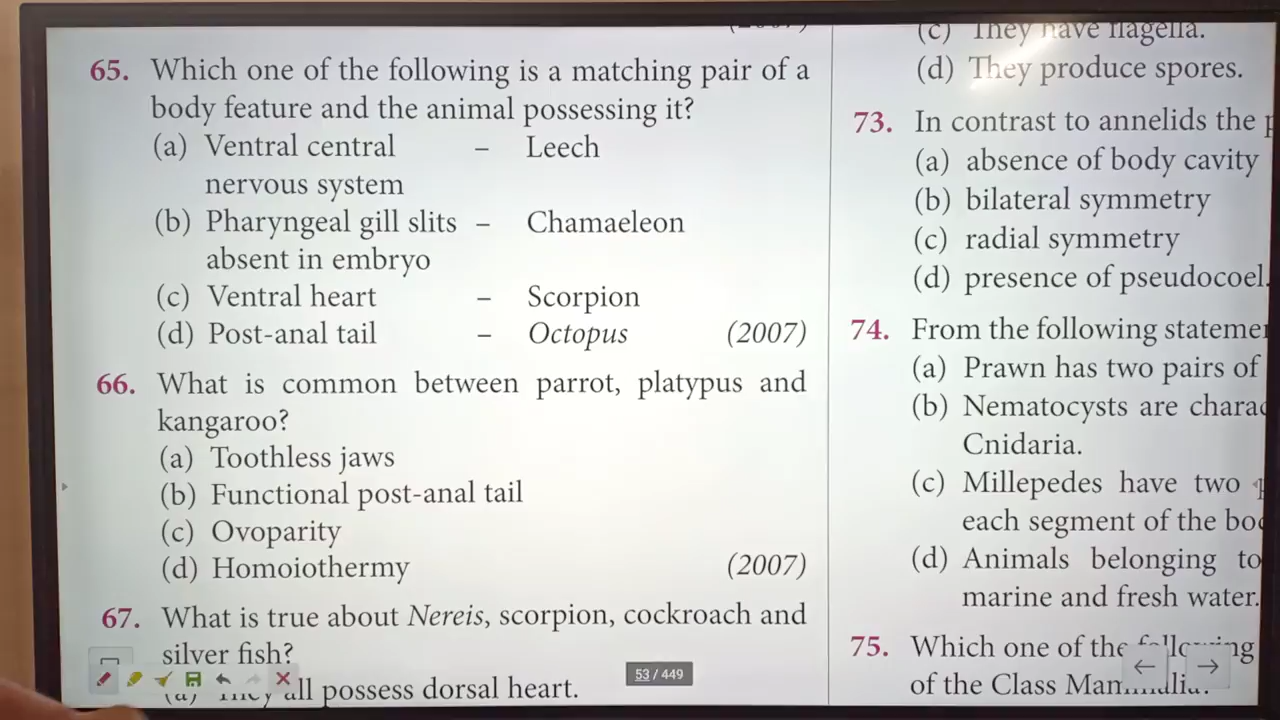 65. Which one of the following is a matching pair of a
body feature and the animal possessing it?
(a) Ventral central – Leech
nervous system
(b) Pharyngeal gill slits – Chamaeleon
absent in embryo
(c) Ventral heart – Scorpion
(d) Post-anal tail – Octopus (2007)
66. What is common between parrot, platypus and
kangaroo?
(a) Toothless jaws
(b) Functional post-anal tail
(c) Ovoparity
(d) Homoiothermy (2007)
67. What is true about Nereis, scorpion, cockroach and
silver fish?
(a) They all possess dorsal heart.
53 / 449
(c) They have flagella.
(d) They produce spores.
73. In contrast to annelids the
(a) absence of body cavity
(b) bilateral symmetry
(c) radial symmetry
(d) presence of pseudocoel.
74. From the following
(a) Prawn has two pairs of
(b) Nematocysts are
Cnidaria.
(c) Millepedes have two
each segment of the
(d) Animals belonging to
marine and fresh water.
75. Which one of the following
of the Class Mammalia?